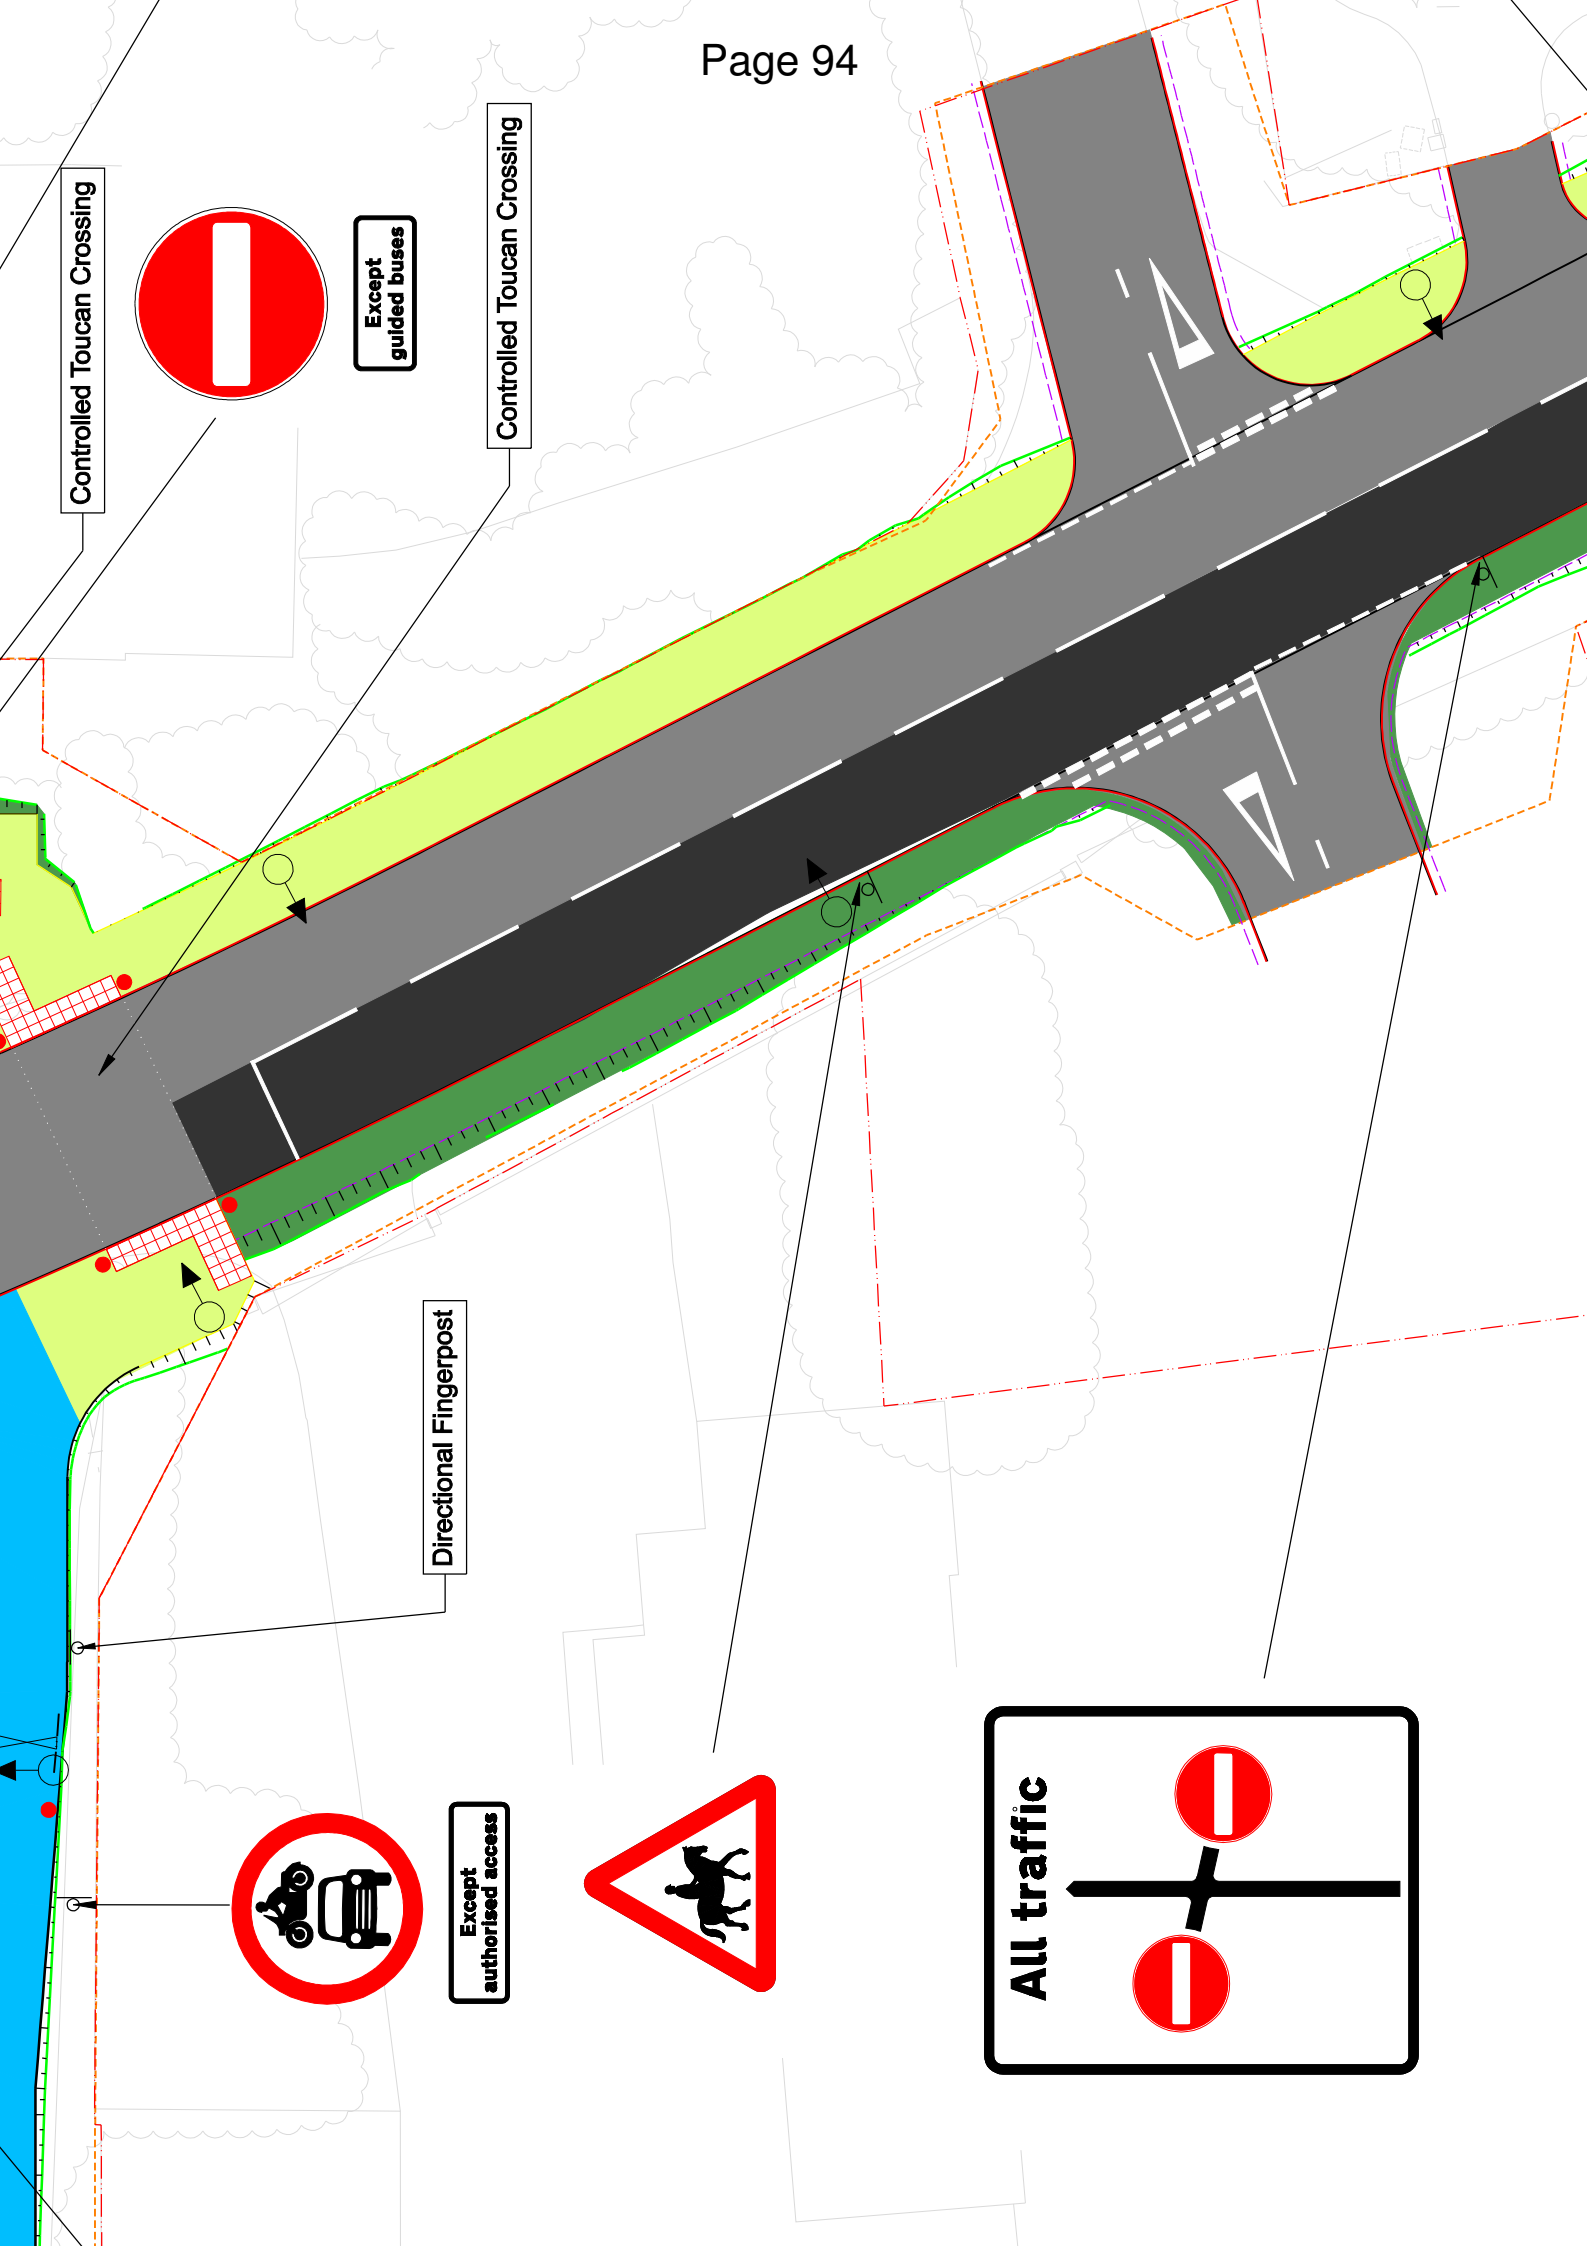 Page 94
Controlled Toucan Crossing
Except
guided buses
Controlled Toucan Crossing
Directional Fingerpost
Except
authorised access
All traffic